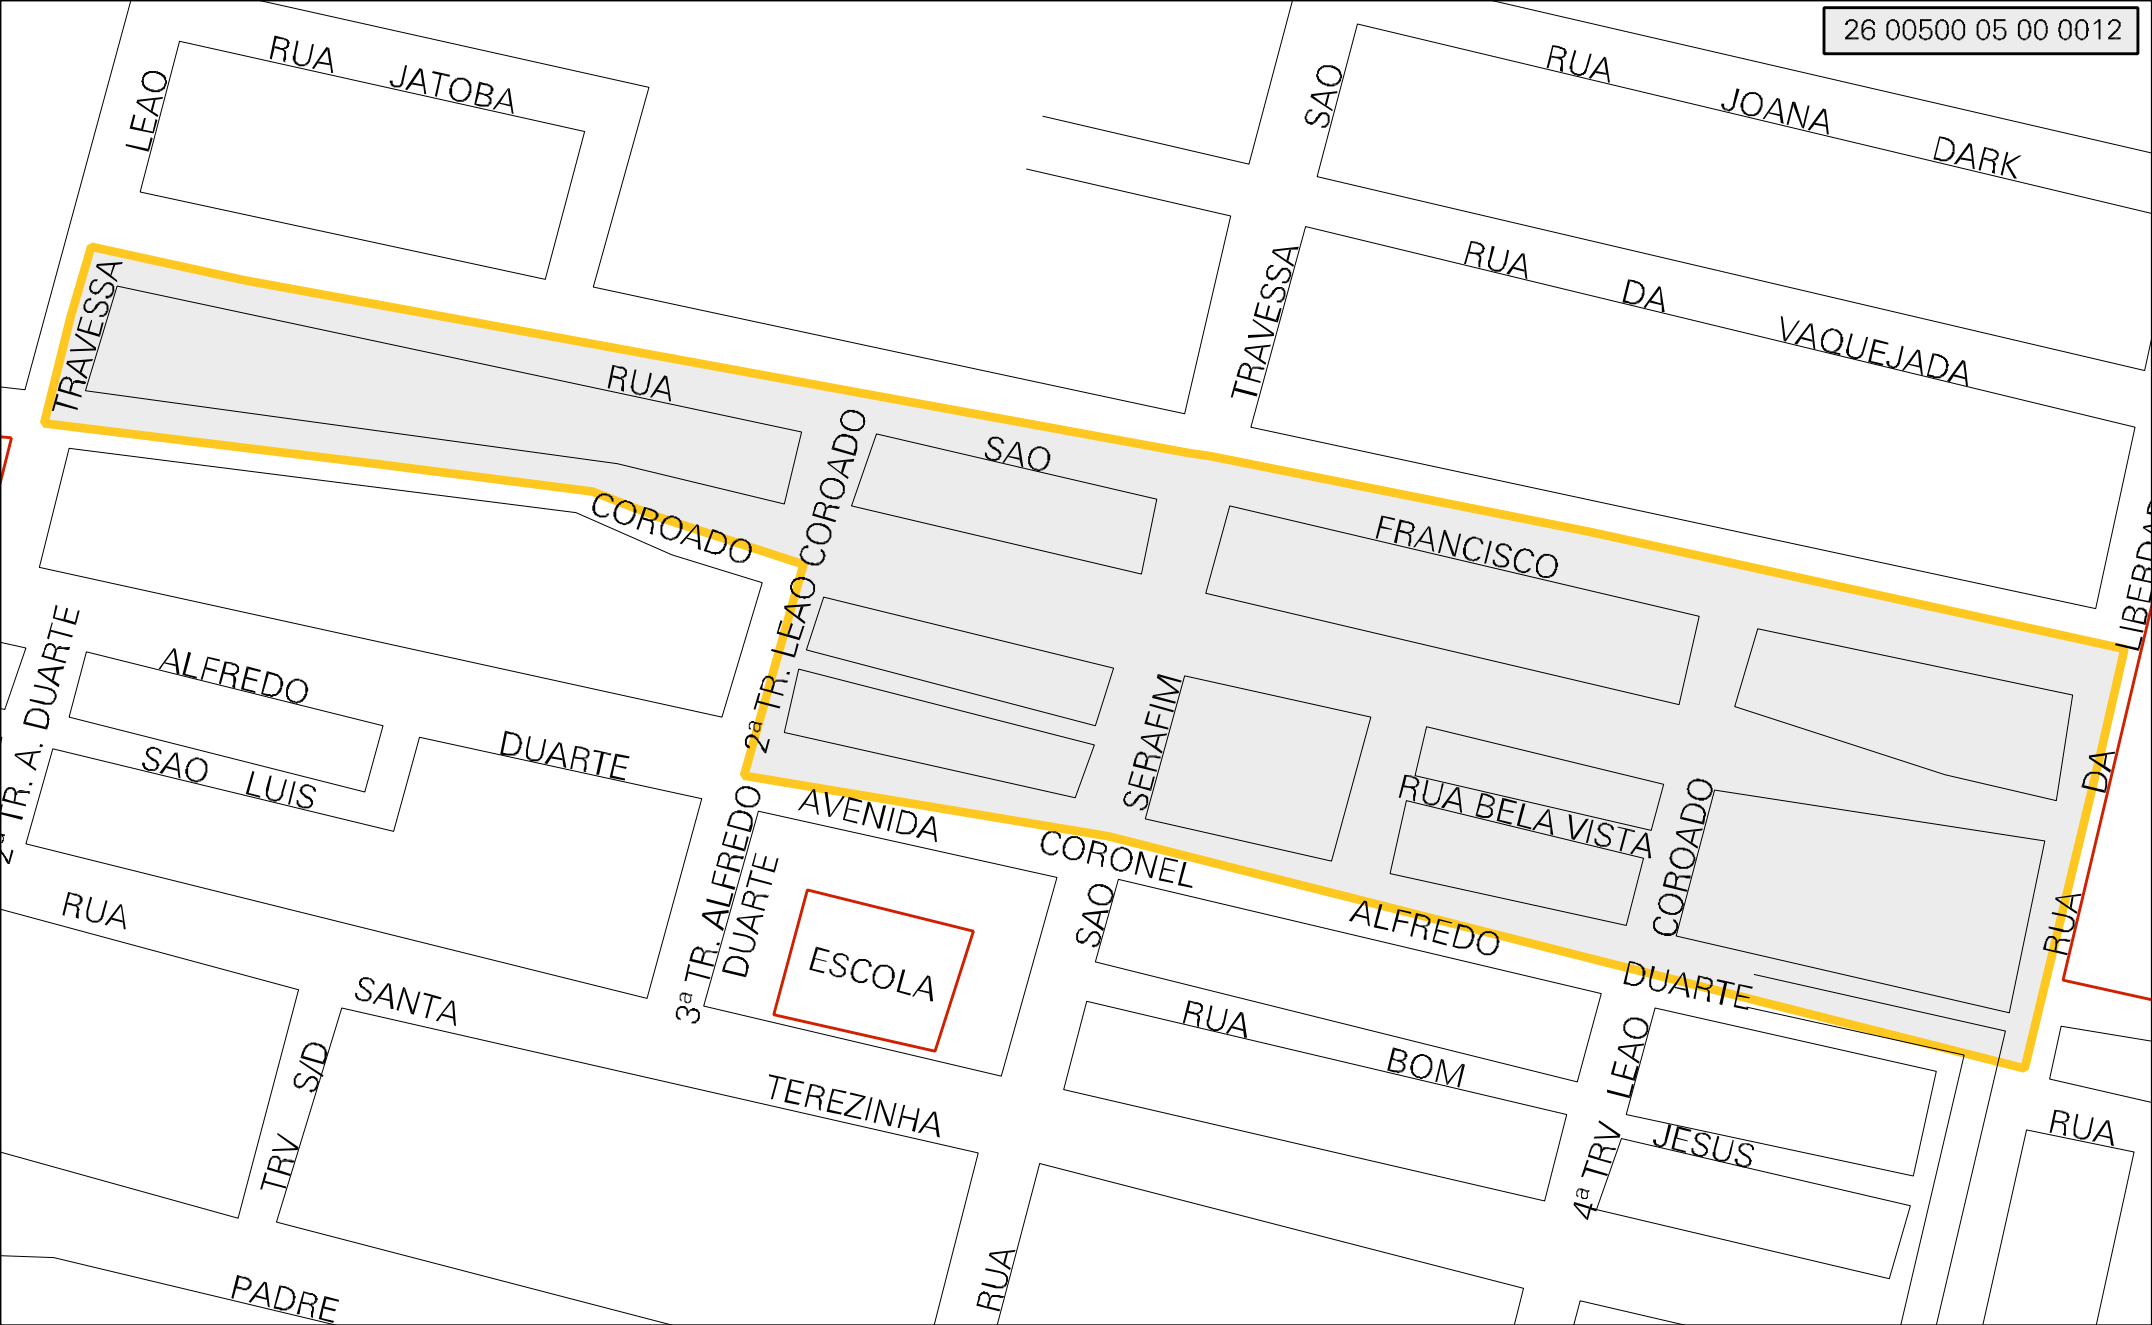 26 00500 05 00 0012
RUA JATOBA
LEAO
SAO
RUA JOANA DARK
TRAVESSA
RUA DA VAQUEJADA
TRAVESSA
RUA SAO FRANCISCO
COROADO
2ª TR. LEAO COROADO
LIBERDA
DA
RUA
2ª TR. A. DUARTE
ALFREDO DUARTE
SAO LUIS
SERAFIM
SAO
RUA BELA VISTA
COROADO
AVENIDA CORONEL ALFREDO DUARTE
3ª TR. ALFREDO
DUARTE
ESCOLA
RUA SANTA TEREZINHA
TRV S/D
RUA BOM JESUS
4ª TRV LEAO
RUA
RUA
PADRE